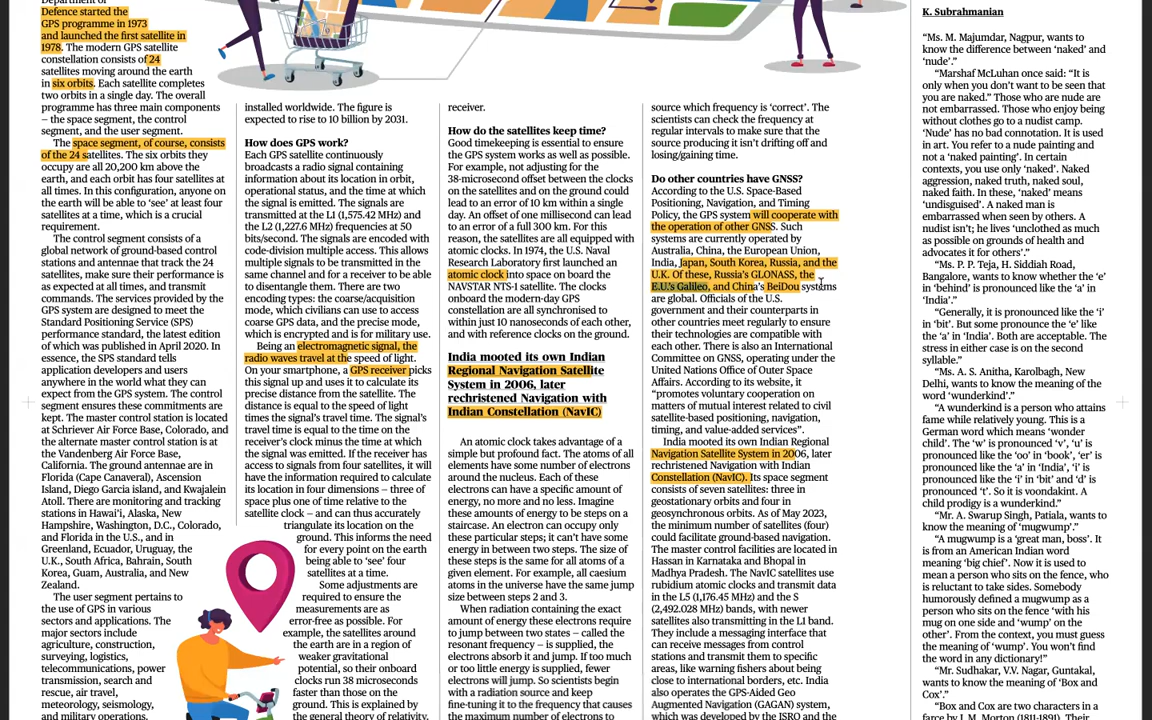 Department of
Defence started the
GPS programme in 1973
and launched the first satellite in
1978. The modern GPS satellite
constellation consists of 24
satellites moving around the earth
in six orbits. Each satellite completes
two orbits in a single day. The overall
programme has three main components
– the space segment, the control
segment, and the user segment.
The space segment, of course, consists
of the 24 satellites. The six orbits they
occupy are all 20,200 km above the
earth, and each orbit has four satellites at
all times. In this configuration, anyone on
the earth will be able to ‘see’ at least four
satellites at a time, which is a crucial
requirement.
The control segment consists of a
global network of ground-based control
stations and antennae that track the 24
satellites, make sure their performance is
as expected at all times, and transmit
commands. The services provided by the
GPS system are designed to meet the
Standard Positioning Service (SPS)
performance standard, the latest edition
of which was published in April 2020. In
essence, the SPS standard tells
application developers and users
anywhere in the world what they can
expect from the GPS system. The control
segment ensures these commitments are
kept. The master control station is located
at Schriever Air Force Base, Colorado, and
the alternate master control station is at
the Vandenberg Air Force Base,
California. The ground antennae are in
Florida (Cape Canaveral), Ascension
Island, Diego Garcia island, and Kwajalein
Atoll. There are monitoring and tracking
stations in Hawai’i, Alaska, New
Hampshire, Washington, D.C., Colorado,
and Florida in the U.S., and in
Greenland, Ecuador, Uruguay, the
U.K., South Africa, Bahrain, South
Korea, Guam, Australia, and New
Zealand.
The user segment pertains to
the use of GPS in various
sectors and applications. The
major sectors include
agriculture, construction,
surveying, logistics,
telecommunications, power
transmission, search and
rescue, air travel,
meteorology, seismology,
and military operations.
installed worldwide. The figure is
expected to rise to 10 billion by 2031.
How does GPS work?
Each GPS satellite continuously
broadcasts a radio signal containing
information about its location in orbit,
operational status, and the time at which
the signal is emitted. The signals are
transmitted at the L1 (1,575.42 MHz) and
the L2 (1,227.6 MHz) frequencies at 50
bits/second. The signals are encoded with
code-division multiple access. This allows
multiple signals to be transmitted in the
same channel and for a receiver to be able
to disentangle them. There are two
encoding types: the coarse/acquisition
mode, which civilians can use to access
coarse GPS data, and the precise mode,
which is encrypted and is for military use.
Being an electromagnetic signal, the
radio waves travel at the speed of light.
On your smartphone, a GPS receiver picks
this signal up and uses it to calculate its
precise distance from the satellite. The
distance is equal to the speed of light
times the signal’s travel time. The signal’s
travel time is equal to the time on the
receiver’s clock minus the time at which
the signal was emitted. If the receiver has
access to signals from four satellites, it will
have the information required to calculate
its location in four dimensions – three of
space plus one of time relative to the
satellite clock – and can thus accurately
triangulate its location on the
ground. This informs the need
for every point on the earth
being able to ‘see’ four
satellites at a time.
Some adjustments are
required to ensure the
measurements are as
error-free as possible. For
example, the satellites around
the earth are in a region of
weaker gravitational
potential, so their onboard
clocks run 38 microseconds
faster than those on the
ground. This is explained by
the general theory of relativity.
receiver.
How do the satellites keep time?
Good timekeeping is essential to ensure
the GPS system works as well as possible.
For example, not adjusting for the
38-microsecond offset between the clocks
on the satellites and on the ground could
lead to an error of 10 km within a single
day. An offset of one millisecond can lead
to an error of a full 300 km. For this
reason, the satellites are all equipped with
atomic clocks. In 1974, the U.S. Naval
Research Laboratory first launched an
atomic clock into space on board the
NAVSTAR NTS-1 satellite. The clocks
onboard the modern-day GPS
constellation are all synchronised to
within just 10 nanoseconds of each other,
and with reference clocks on the ground.
India mooted its own Indian
Regional Navigation Satellite
System in 2006, later
rechristened Navigation with
Indian Constellation (NavIC)
An atomic clock takes advantage of a
simple but profound fact. The atoms of all
elements have some number of electrons
around the nucleus. Each of these
electrons can have a specific amount of
energy, no more and no less. Imagine
these amounts of energy to be steps on a
staircase. An electron can occupy only
these particular steps; it can’t have some
energy in between two steps. The size of
these steps is the same for all atoms of a
given element. For example, all caesium
atoms in the universe have the same jump
size between steps 2 and 3.
When radiation containing the exact
amount of energy these electrons require
to jump between two states – called the
resonant frequency – is supplied, the
electrons absorb it and jump. If too much
or too little energy is supplied, fewer
electrons will jump. So scientists begin
with a radiation source and keep
fine-tuning it to the frequency that causes
the maximum number of electrons to
source which frequency is ‘correct’. The
scientists can check the frequency at
regular intervals to make sure that the
source producing it isn’t drifting off and
losing/gaining time.
Do other countries have GNSS?
According to the U.S. Space-Based
Positioning, Navigation, and Timing
Policy, the GPS system will cooperate with
the operation of other GNSS. Such
systems are currently operated by
Australia, China, the European Union,
India, Japan, South Korea, Russia, and the
U.K. Of these, Russia’s GLONASS, the
E.U.’s Galileo, and China’s BeiDou systems
are global. Officials of the U.S.
government and their counterparts in
other countries meet regularly to ensure
their technologies are compatible with
each other. There is also an International
Committee on GNSS, operating under the
United Nations Office of Outer Space
Affairs. According to its website, it
“promotes voluntary cooperation on
matters of mutual interest related to civil
satellite-based positioning, navigation,
timing, and value-added services”.
India mooted its own Indian Regional
Navigation Satellite System in 2006, later
rechristened Navigation with Indian
Constellation (NavIC). Its space segment
consists of seven satellites: three in
geostationary orbits and four in
geosynchronous orbits. As of May 2023,
the minimum number of satellites (four)
could facilitate ground-based navigation.
The master control facilities are located in
Hassan in Karnataka and Bhopal in
Madhya Pradesh. The NavIC satellites use
rubidium atomic clocks and transmit data
in the L5 (1,176.45 MHz) and the S
(2,492.028 MHz) bands, with newer
satellites also transmitting in the L1 band.
They include a messaging interface that
can receive messages from control
stations and transmit them to specific
areas, like warning fishers about being
close to international borders, etc. India
also operates the GPS-Aided Geo
Augmented Navigation (GAGAN) system,
which was developed by the ISRO and the
K. Subrahmanian
“Ms. M. Majumdar, Nagpur, wants to
know the difference between ‘naked’ and
‘nude’.”
“Marshaf McLuhan once said: “It is
only when you don’t want to be seen that
you are naked.” Those who are nude are
not embarrassed. Those who enjoy being
without clothes go to a nudist camp.
‘Nude’ has no bad connotation. It is used
in art. You refer to a nude painting and
not a ‘naked painting’. In certain
contexts, you use only ‘naked’. Naked
aggression, naked truth, naked soul,
naked faith. In these, ‘naked’ means
‘undisguised’. A naked man is
embarrassed when seen by others. A
nudist isn’t; he lives ‘unclothed as much
as possible on grounds of health and
advocates it for others’.”
“Ms. P. P. Teja, H. Siddiah Road,
Bangalore, wants to know whether the ‘e’
in ‘behind’ is pronounced like the ‘a’ in
‘India’.”
“Generally, it is pronounced like the ‘i’
in ‘bit’. But some pronounce the ‘e’ like
the ‘a’ in ‘India’. Both are acceptable. The
stress in either case is on the second
syllable.”
“Ms. A. S. Anitha, Karolbagh, New
Delhi, wants to know the meaning of the
word ‘wunderkind’.”
“A wunderkind is a person who attains
fame while relatively young. This is a
German word which means ‘wonder
child’. The ‘w’ is pronounced ‘v’, ‘u’ is
pronounced like the ‘oo’ in ‘book’, ‘er’ is
pronounced like the ‘a’ in ‘India’, ‘i’ is
pronounced like the ‘i’ in ‘bit’ and ‘d’ is
pronounced ‘t’. So it is voondakint. A
child prodigy is a wunderkind.”
“Mr. A. Swarup Singh, Patiala, wants to
know the meaning of “mugwump”.”
“A mugwump is a ‘great man, boss’. It
is from an American Indian word
meaning ‘big chief’. Now it is used to
mean a person who sits on the fence, who
is reluctant to take sides. Somebody
humorously defined a mugwump as a
person who sits on the fence ‘with his
mug on one side and ‘wump’ on the
other’. From the context, you must guess
the meaning of ‘wump’. You won’t find
the word in any dictionary!”
“Mr. Sudhakar, V.V. Nagar, Guntakal,
wants to know the meaning of ‘Box and
Cox’.”
“Box and Cox are two characters in a
farce by J. M. Morton (1811-1891). Their